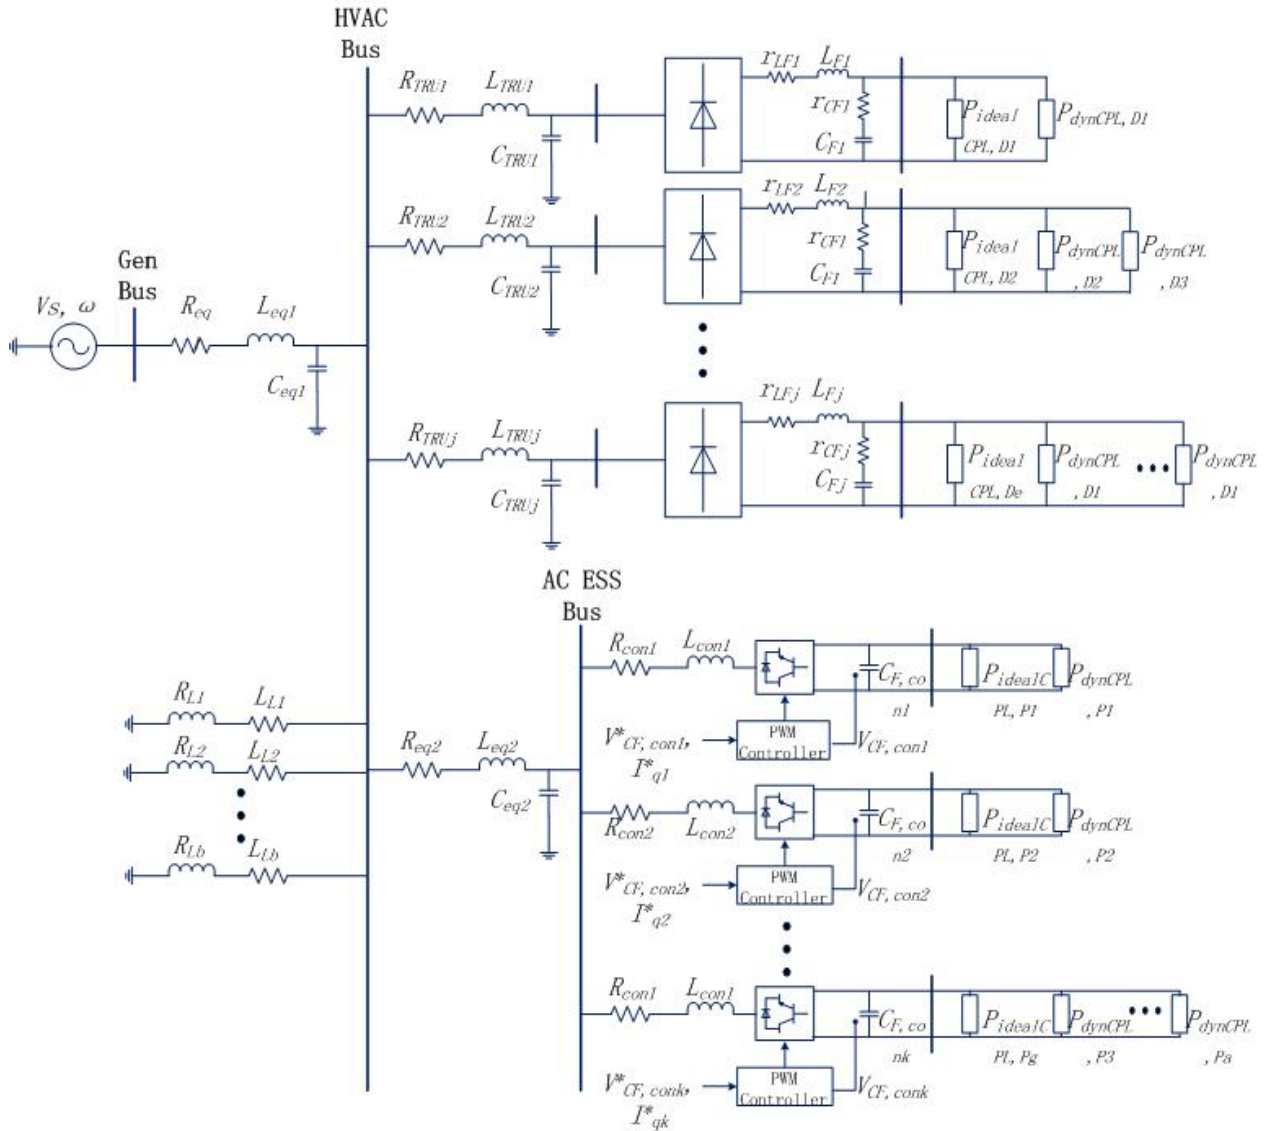 HVAC
Bus
R_TRU1 L_TRU1
C_TRU1
r_LF1 L_F1
r_CF1
C_F1
P_ideal
CPL, D1
P_dynCPL, D1
R_TRU2 L_TRU2
C_TRU2
r_LF2 L_F2
r_CF1
C_F1
P_ideal
CPL, D2
P_dynCPL
, D2
P_dynCPL
, D3
Gen
Bus
Vs, ω
R_eq L_eq1
C_eq1
R_TRUj L_TRUj
C_TRUj
r_LFj L_Fj
r_CFj
C_Fj
P_ideal
CPL, De
P_dynCPL
, D1
P_dynCPL
, D1
AC ESS
Bus
R_con1 L_con1
C_F, co
n1
P_idealC
PL, P1
P_dynCPL
, P1
V*_CF, con1,
I*_q1
PWM
Controller
V_CF, con1
R_L1 L_L1
R_L2 L_L2
R_Lb L_Lb
R_eq2 L_eq2
C_eq2
R_con2 L_con2
C_F, co
n2
P_idealC
PL, P2
P_dynCPL
, P2
V*_CF, con2,
I*_q2
PWM
Controller
V_CF, con2
R_con1 L_con1
C_F, co
nk
P_idealC
PL, Pg
P_dynCPL
, P3
P_dynCPL
, Pa
V*_CF, conk,
I*_qk
PWM
Controller
V_CF, conk